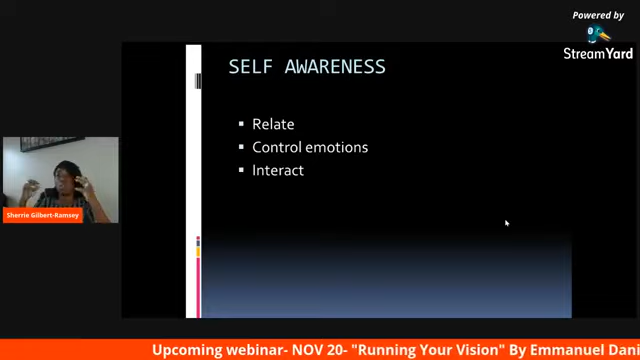 Powered by
StreamYard
SELF AWARENESS
Relate
Control emotions
Interact
Sherrie Gilbert-Ramsey
Upcoming webinar- NOV 20- "Running Your Vision" By Emmanuel Dani